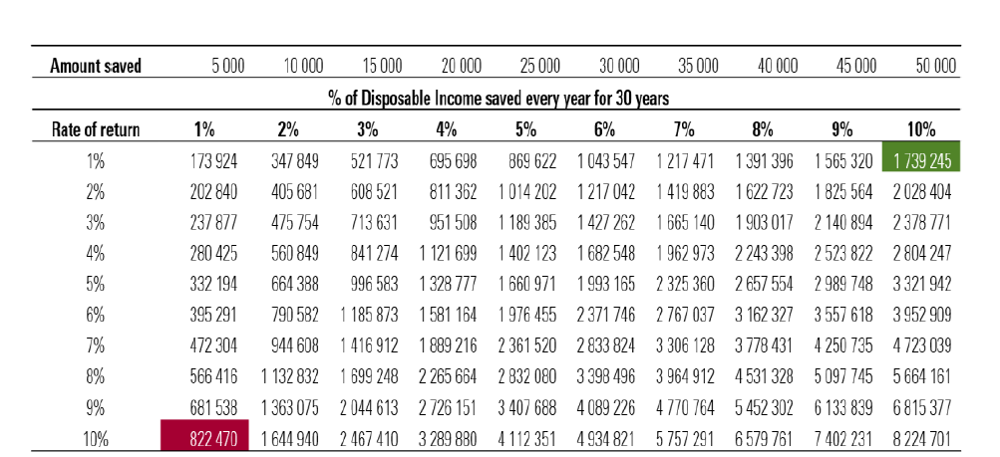 Amount saved 5 000 10 000 15 000 20 000 25 000 30 000 35 000 40 000 45 000 50 000
% of Disposable Income saved every year for 30 years
Rate of return 1% 2% 3% 4% 5% 6% 7% 8% 9% 10%
1% 173 924 347 849 521 773 695 698 869 622 1 043 547 1 217 471 1 391 396 1 565 320 1 739 245
2% 202 840 405 681 608 521 811 362 1 014 202 1 217 042 1 419 883 1 622 723 1 825 564 2 028 404
3% 237 877 475 754 713 631 951 508 1 189 385 1 427 262 1 665 140 1 903 017 2 140 894 2 378 771
4% 280 425 560 849 841 274 1 121 699 1 402 123 1 682 548 1 962 973 2 243 398 2 523 822 2 804 247
5% 332 194 664 388 996 583 1 328 777 1 660 971 1 993 165 2 325 360 2 657 554 2 989 748 3 321 942
6% 395 291 790 582 1 185 873 1 581 164 1 976 455 2 371 746 2 767 037 3 162 327 3 557 618 3 952 909
7% 472 304 944 608 1 416 912 1 889 216 2 361 520 2 833 824 3 306 128 3 778 431 4 250 735 4 723 039
8% 566 416 1 132 832 1 699 248 2 265 664 2 832 080 3 398 496 3 964 912 4 531 328 5 097 745 5 664 161
9% 681 538 1 363 075 2 044 613 2 726 151 3 407 688 4 089 226 4 770 764 5 452 302 6 133 839 6 815 377
10% 822 470 1 644 940 2 467 410 3 289 880 4 112 351 4 934 821 5 757 291 6 579 761 7 402 231 8 224 701